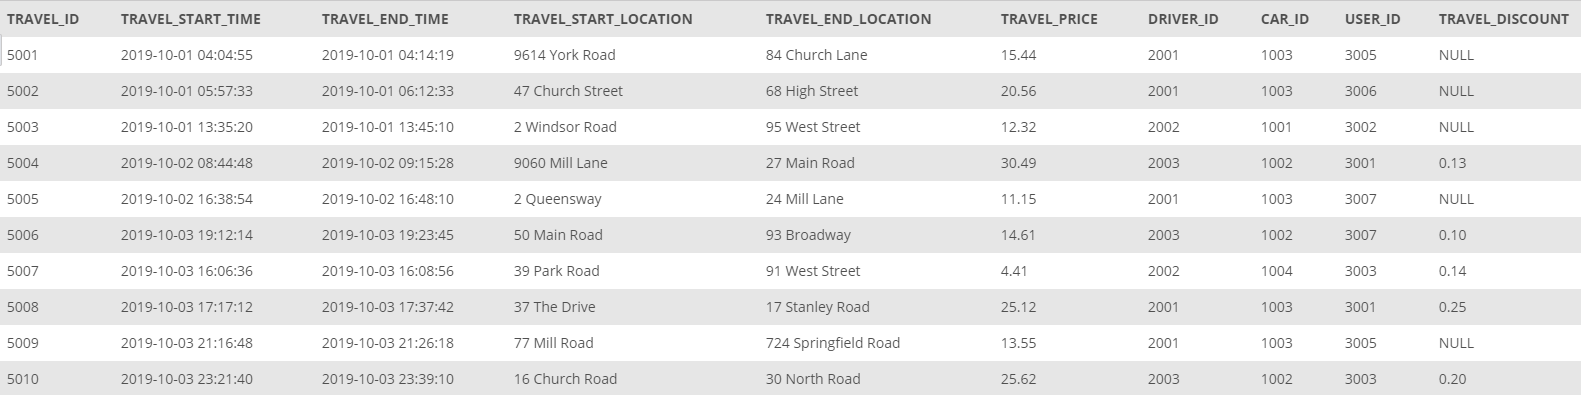 TRAVEL_ID TRAVEL_START_TIME TRAVEL_END_TIME TRAVEL_START_LOCATION TRAVEL_END_LOCATION TRAVEL_PRICE DRIVER_ID CAR_ID USER_ID TRAVEL_DISCOUNT
5001 2019-10-01 04:04:55 2019-10-01 04:14:19 9614 York Road 84 Church Lane 15.44 2001 1003 3005 NULL
5002 2019-10-01 05:57:33 2019-10-01 06:12:33 47 Church Street 68 High Street 20.56 2001 1003 3006 NULL
5003 2019-10-01 13:35:20 2019-10-01 13:45:10 2 Windsor Road 95 West Street 12.32 2002 1001 3002 NULL
5004 2019-10-02 08:44:48 2019-10-02 09:15:28 9060 Mill Lane 27 Main Road 30.49 2003 1002 3001 0.13
5005 2019-10-02 16:38:54 2019-10-02 16:48:10 2 Queensway 24 Mill Lane 11.15 2001 1003 3007 NULL
5006 2019-10-03 19:12:14 2019-10-03 19:23:45 50 Main Road 93 Broadway 14.61 2003 1002 3007 0.10
5007 2019-10-03 16:06:36 2019-10-03 16:08:56 39 Park Road 91 West Street 4.41 2002 1004 3003 0.14
5008 2019-10-03 17:17:12 2019-10-03 17:37:42 37 The Drive 17 Stanley Road 25.12 2001 1003 3001 0.25
5009 2019-10-03 21:16:48 2019-10-03 21:26:18 77 Mill Road 724 Springfield Road 13.55 2001 1003 3005 NULL
5010 2019-10-03 23:21:40 2019-10-03 23:39:10 16 Church Road 30 North Road 25.62 2003 1002 3003 0.20